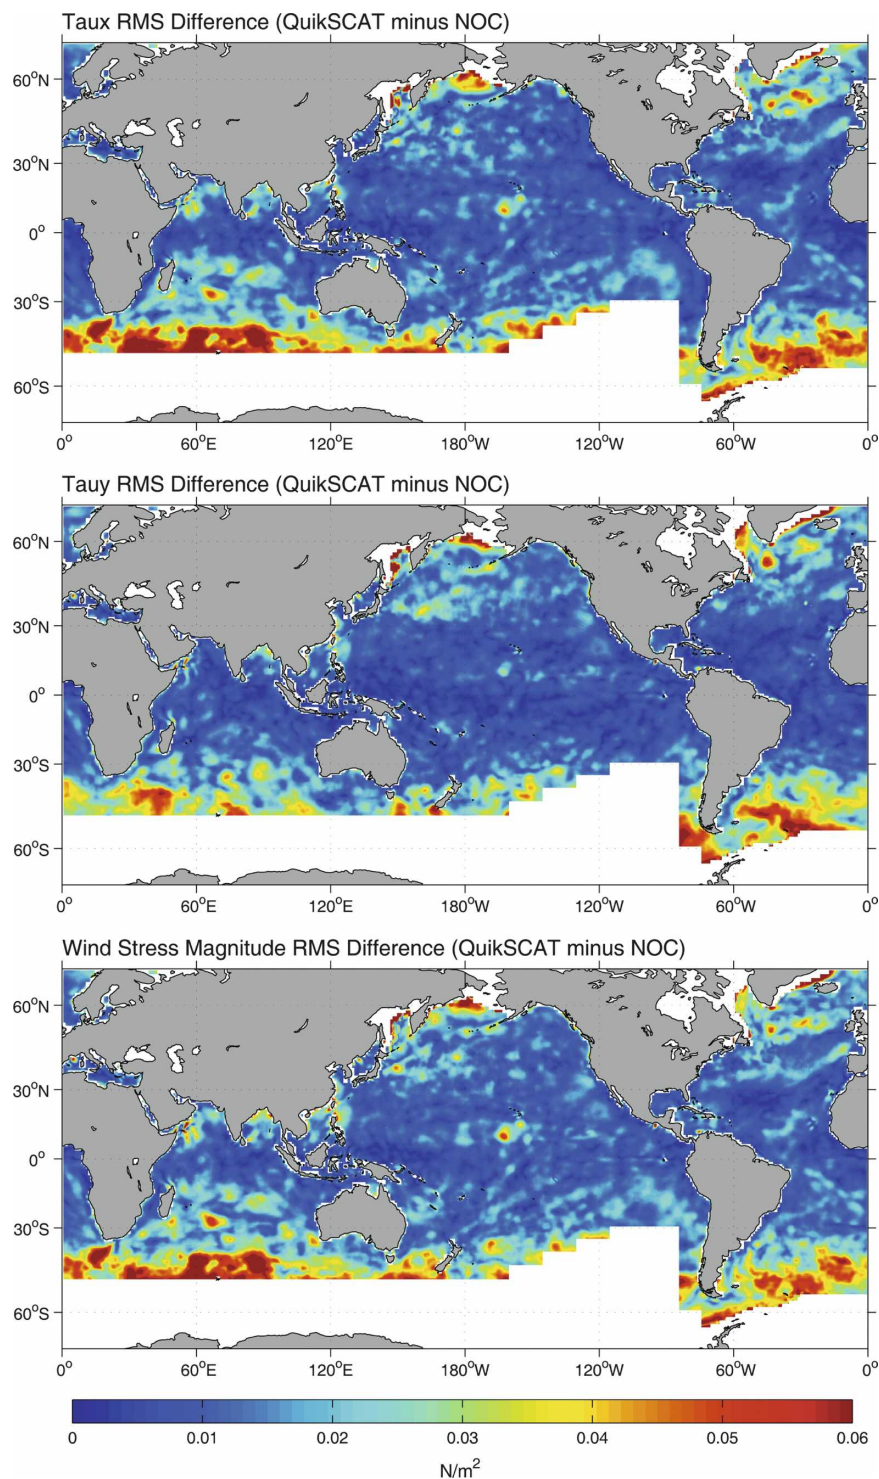 Taux RMS Difference (QuikSCAT minus NOC)
60°N
30°N
0°
30°S
60°S
0° 60°E 120°E 180°W 120°W 60°W 0°
Tauy RMS Difference (QuikSCAT minus NOC)
60°N
30°N
0°
30°S
60°S
0° 60°E 120°E 180°W 120°W 60°W 0°
Wind Stress Magnitude RMS Difference (QuikSCAT minus NOC)
60°N
30°N
0°
30°S
60°S
0° 60°E 120°E 180°W 120°W 60°W 0°
0 0.01 0.02 0.03 0.04 0.05 0.06
N/m²